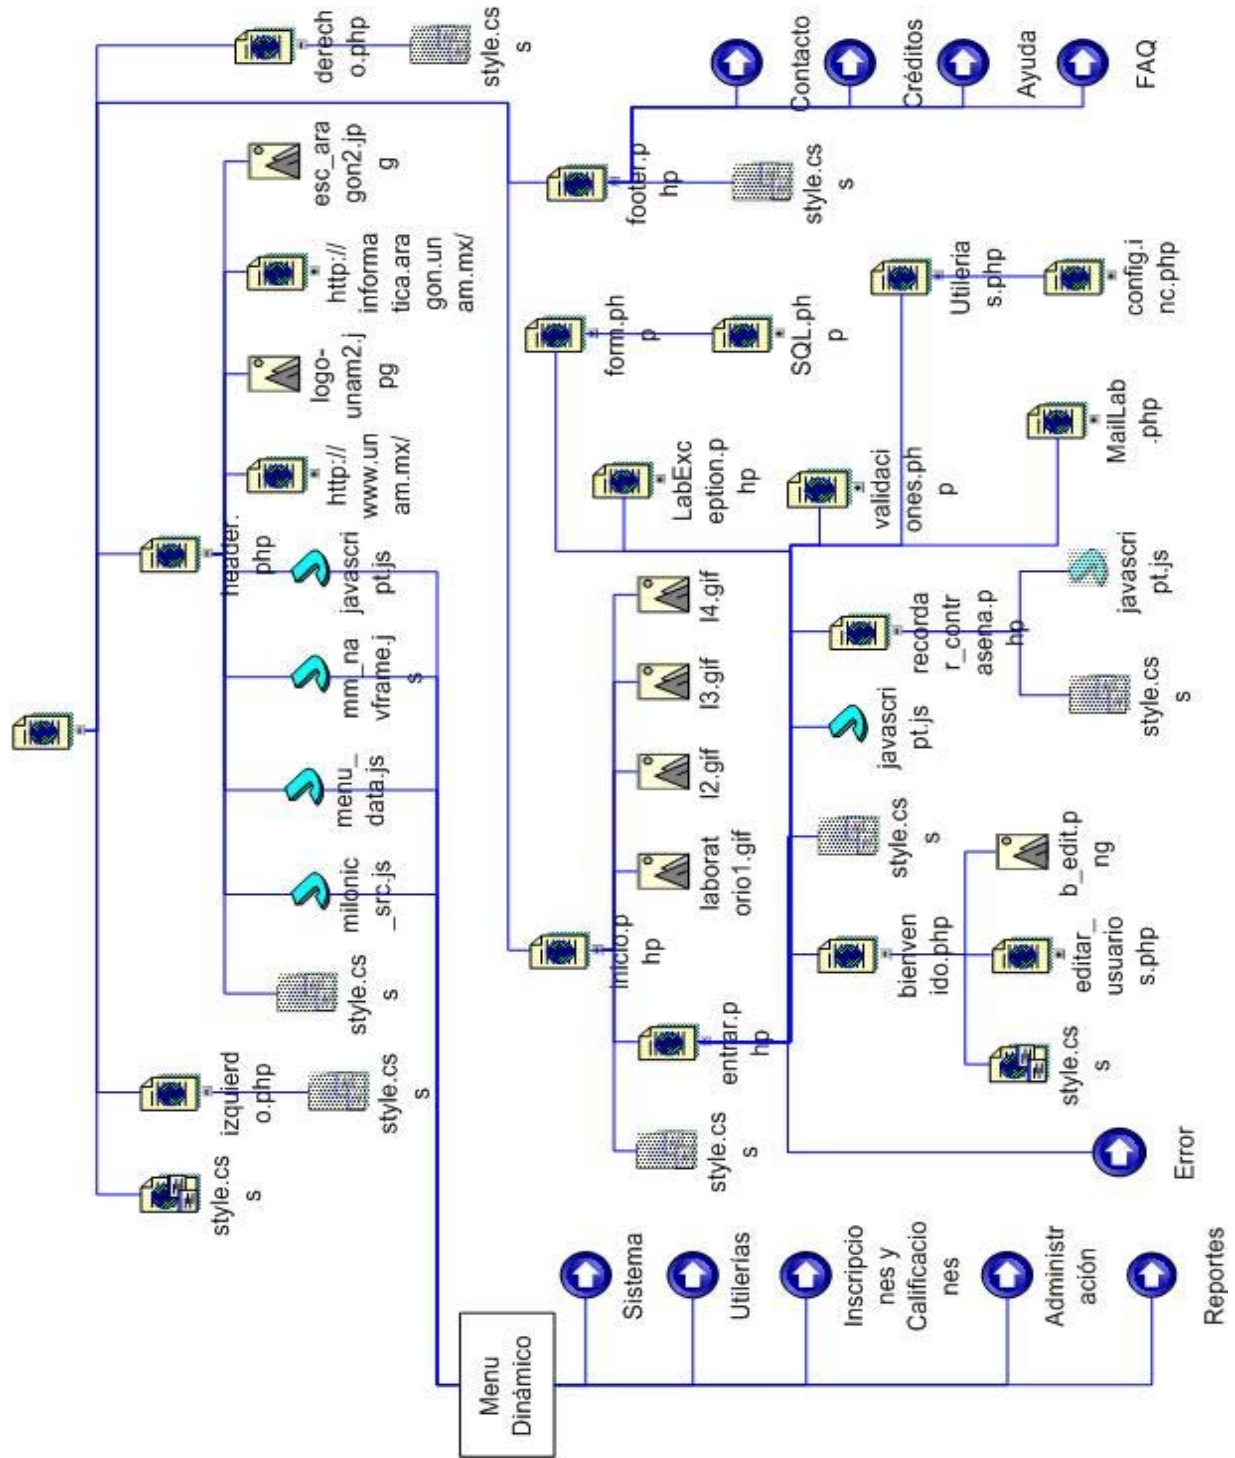 style.cs
s
izquierd
o.php
header.
php
derech
o.php
style.cs
s
style.cs
s
style.cs
s
milonic
_src.js
menu_
data.js
mm_na
vframe.j
s
javascri
pt.js
http://
www.un
am.mx/
logo-
unam2.j
pg
http://
informa
tica.ara
gon.un
am.mx/
esc_ara
gon2.jp
g
Menu
Dinámico
Sistema
Utilerías
Inscripcio
nes y
Calificacio
nes
Administr
ación
Reportes
inicio.p
hp
footer.p
hp
style.cs
s
entrar.p
hp
laborat
orio1.gif
l2.gif
l3.gif
l4.gif
style.cs
s
Contacto
Créditos
Ayuda
FAQ
form.ph
p
SQL.ph
p
LabExc
eption.p
hp
validaci
ones.ph
p
Utileria
s.php
config.i
nc.php
MailLab
.php
bienven
ido.php
style.cs
s
javascri
pt.js
recorda
r_contr
asena.p
hp
style.cs
s
editar_
usuario
s.php
b_edit.p
ng
style.cs
s
javascri
pt.js
Error